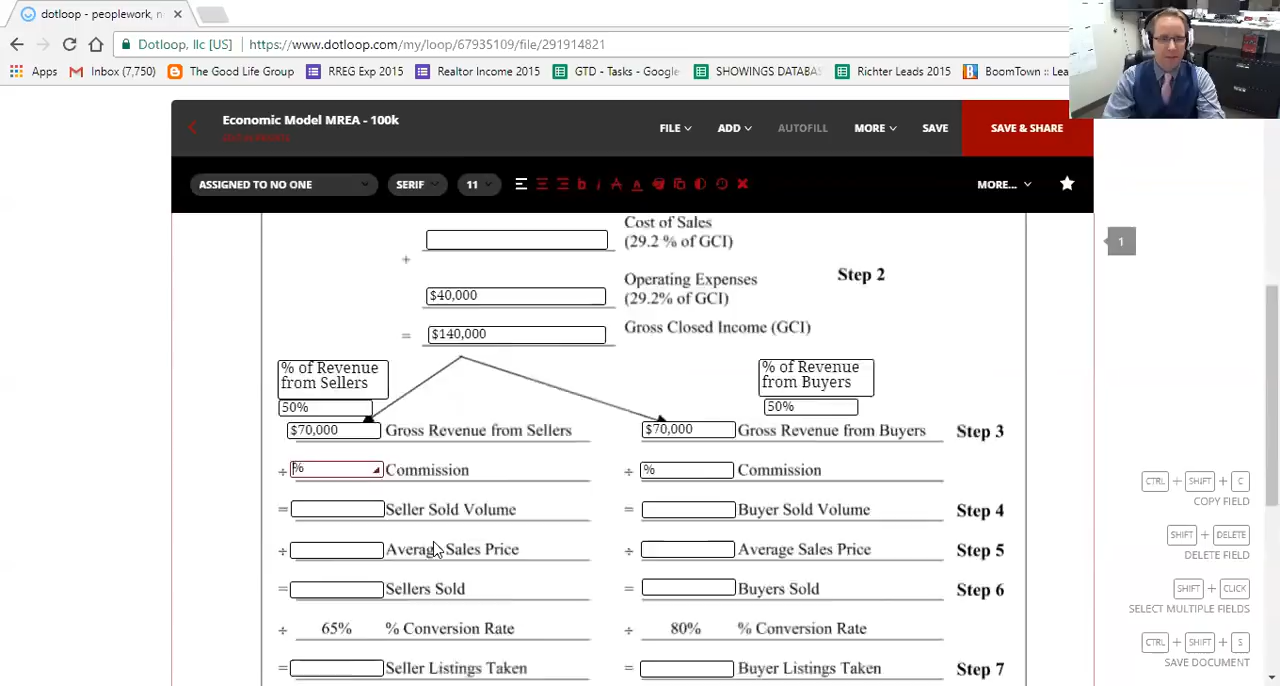 dotloop - peoplework, n
Dotloop, llc [US]
https://www.dotloop.com/my/loop/67935109/file/291914821
Apps
Inbox (7,750)
The Good Life Group
RREG Exp 2015
Realtor Income 2015
GTD - Tasks - Google
SHOWINGS DATABAS
Richter Leads 2015
BoomTown :: Lea
Economic Model MREA - 100k
FILE
ADD
AUTOFILL
MORE
SAVE
SAVE & SHARE
ASSIGNED TO NO ONE
SERIF
11
b
i
A
a
MORE...
1
Cost of Sales
(29.2 % of GCI)
+
Step 2
$40,000
Operating Expenses
(29.2% of GCI)
=
$140,000
Gross Closed Income (GCI)
% of Revenue
from Sellers
50%
% of Revenue
from Buyers
50%
$70,000 Gross Revenue from Sellers
$70,000 Gross Revenue from Buyers
Step 3
÷ % Commission
÷ % Commission
= Seller Sold Volume
= Buyer Sold Volume
Step 4
÷ Average Sales Price
÷ Average Sales Price
Step 5
= Sellers Sold
= Buyers Sold
Step 6
÷ 65% % Conversion Rate
÷ 80% % Conversion Rate
= Seller Listings Taken
= Buyer Listings Taken
Step 7
CTRL + SHIFT + C
COPY FIELD
SHIFT + DELETE
DELETE FIELD
SHIFT + CLICK
SELECT MULTIPLE FIELDS
CTRL + SHIFT + S
SAVE DOCUMENT